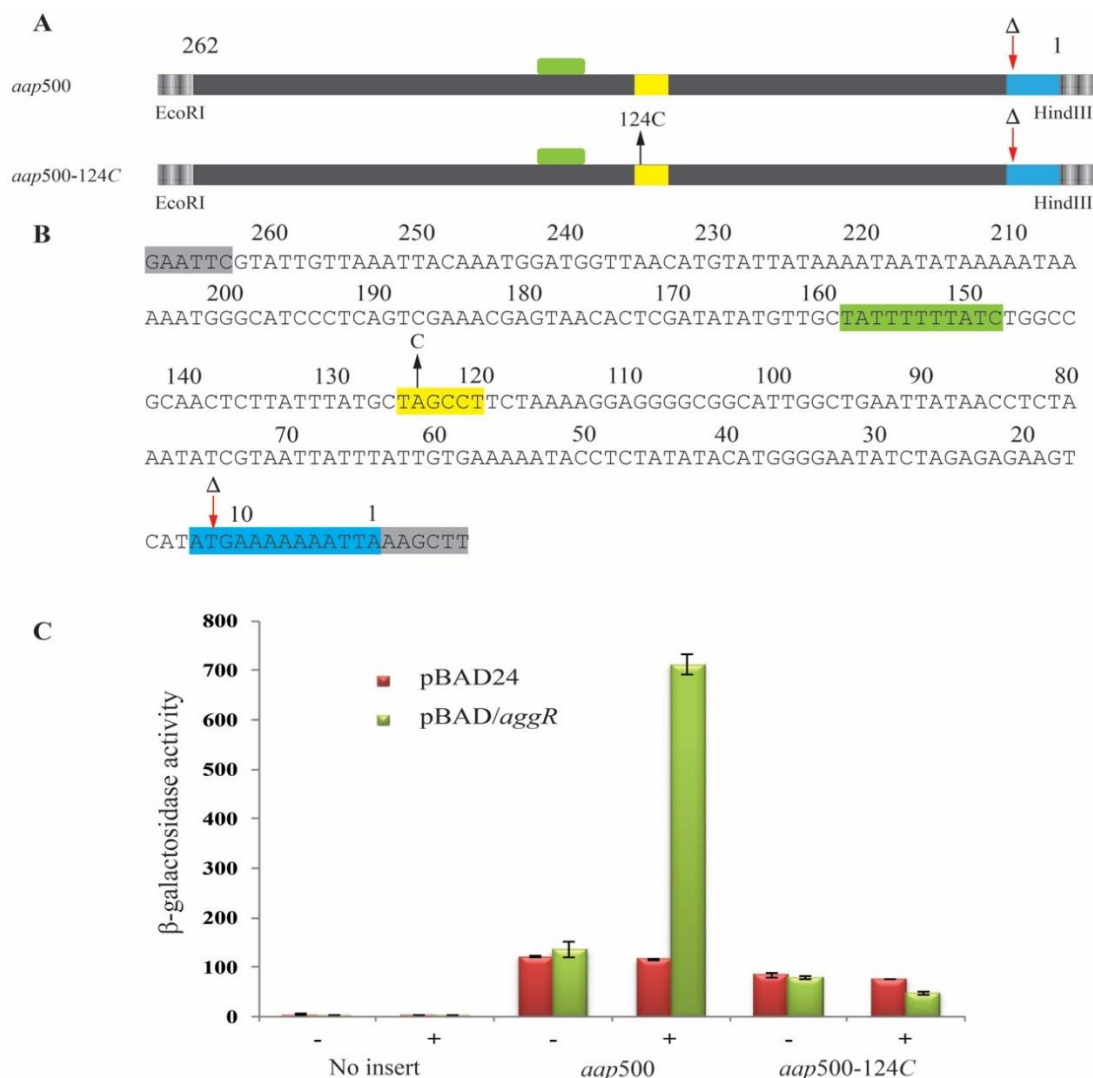 A
262
Δ
1
aap500
EcoRI
HindIII
124C
Δ
aap500-124C
EcoRI
HindIII
B
260 250 240 230 220 210
GAATTCGTATTGTTAAATTACAAATGGATGGTTAACATGTATTATAAAATAATATAAAAATAA
200 190 180 170 160 150
AAATGGGCATCCCTCAGTCGAAACGAGTAACACTCGATATATGTTGCTATTTTTTATCTGGCC
C
140 130 120 110 100 90 80
GCAACTCTTATTTATGCTAGCCTTCTAAAAGGAGGGGCGGCATTGGCTGAATTATAACCTCTA
70 60 50 40 30 20
AATATCGTAATTATTTATTGTGAAAAATACCTCTATATACATGGGGAATATCTAGAGAGAAGT
Δ
10 1
CATATGAAAAAAATTAAAGCTT
C
800
700
600
500
400
300
200
100
0
β-galactosidase activity
pBAD24
pBAD/aggR
- + - + - +
No insert aap500 aap500-124C